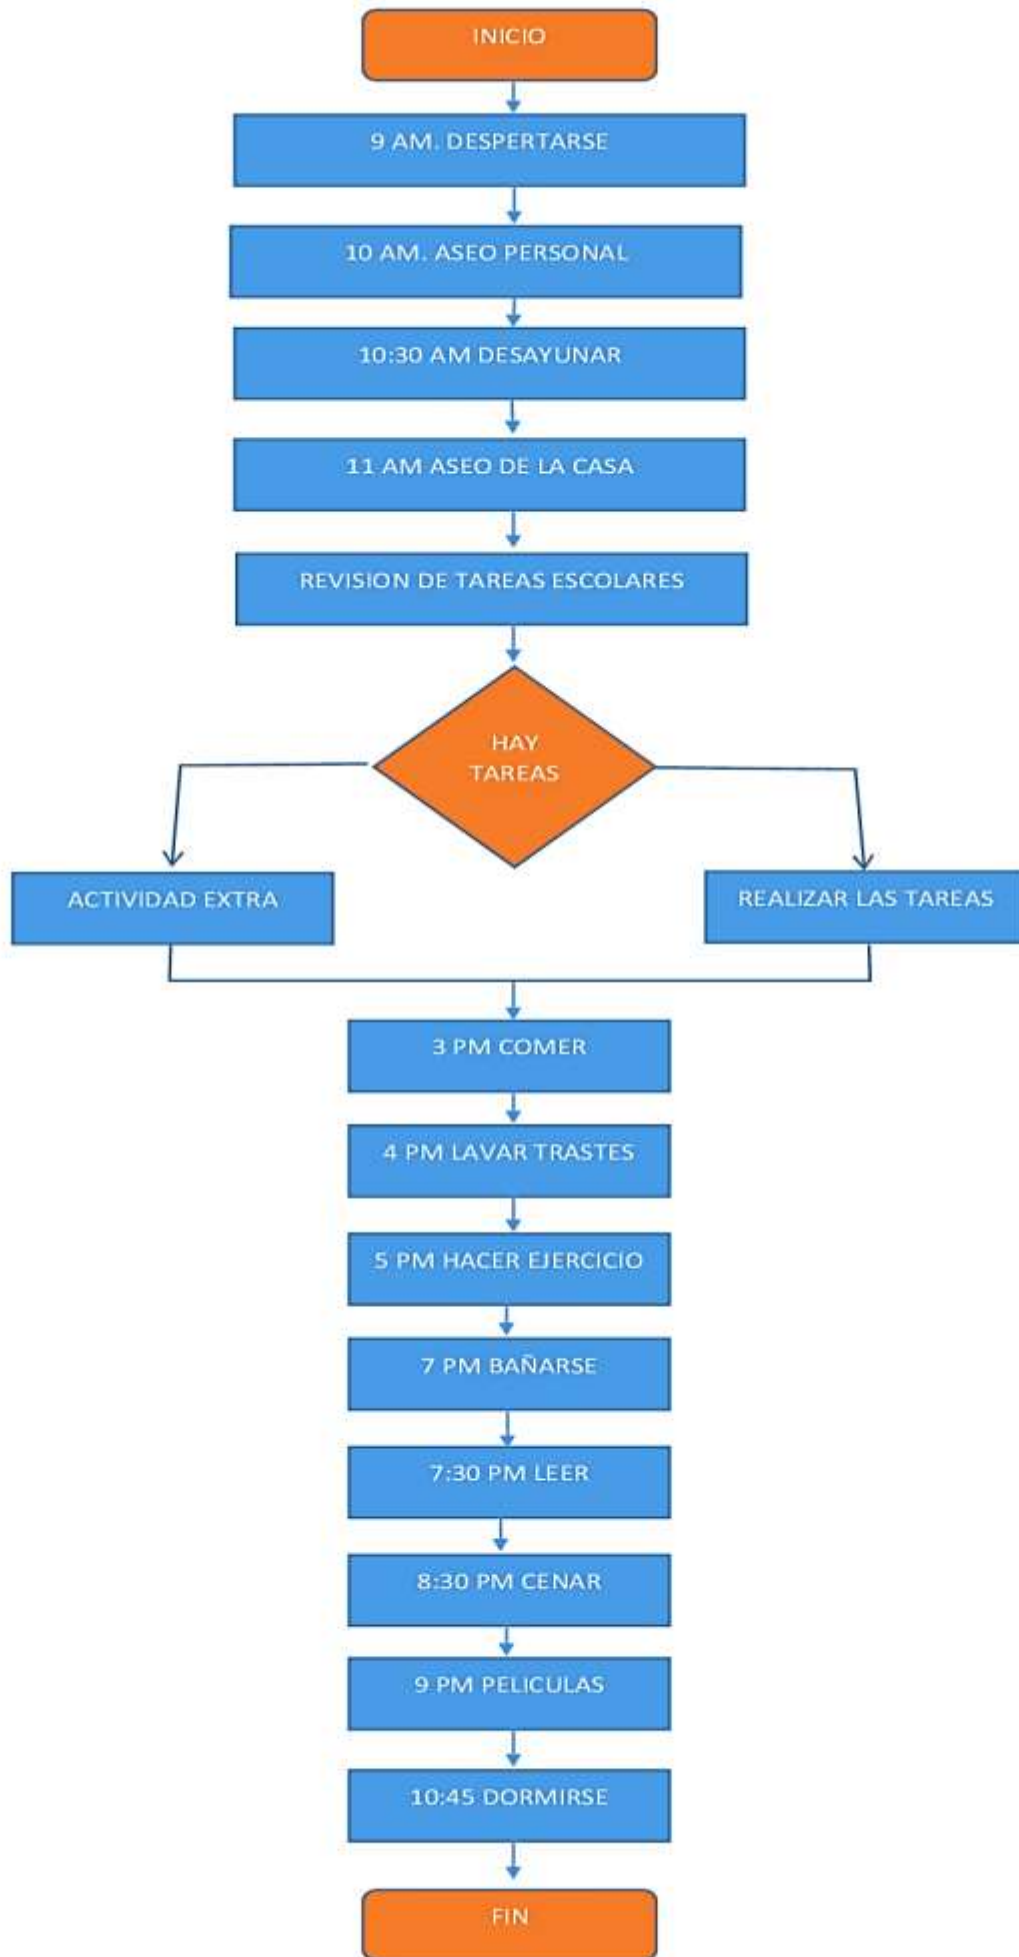 INICIO
9 AM. DESPERTARSE
10 AM. ASEO PERSONAL
10:30 AM DESAYUNAR
11 AM ASEO DE LA CASA
REVISION DE TAREAS ESCOLARES
HAY
TAREAS
ACTIVIDAD EXTRA
REALIZAR LAS TAREAS
3 PM COMER
4 PM LAVAR TRASTES
5 PM HACER EJERCICIO
7 PM BAÑARSE
7:30 PM LEER
8:30 PM CENAR
9 PM PELICULAS
10:45 DORMIRSE
FIN